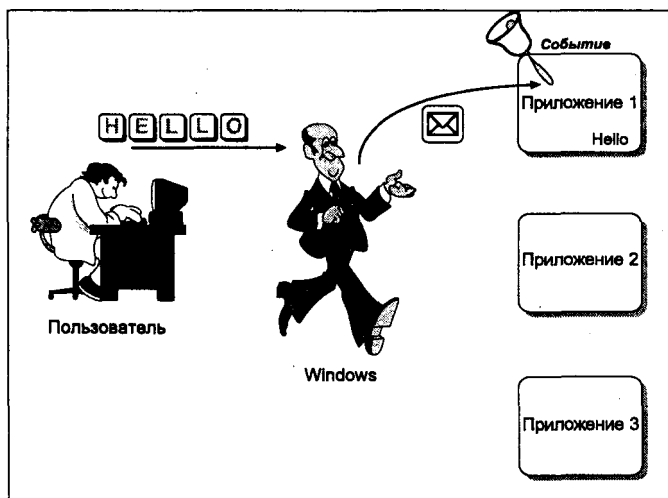 Событие
Приложение 1
Hello
HELLO
Пользователь
Windows
Приложение 2
Приложение 3